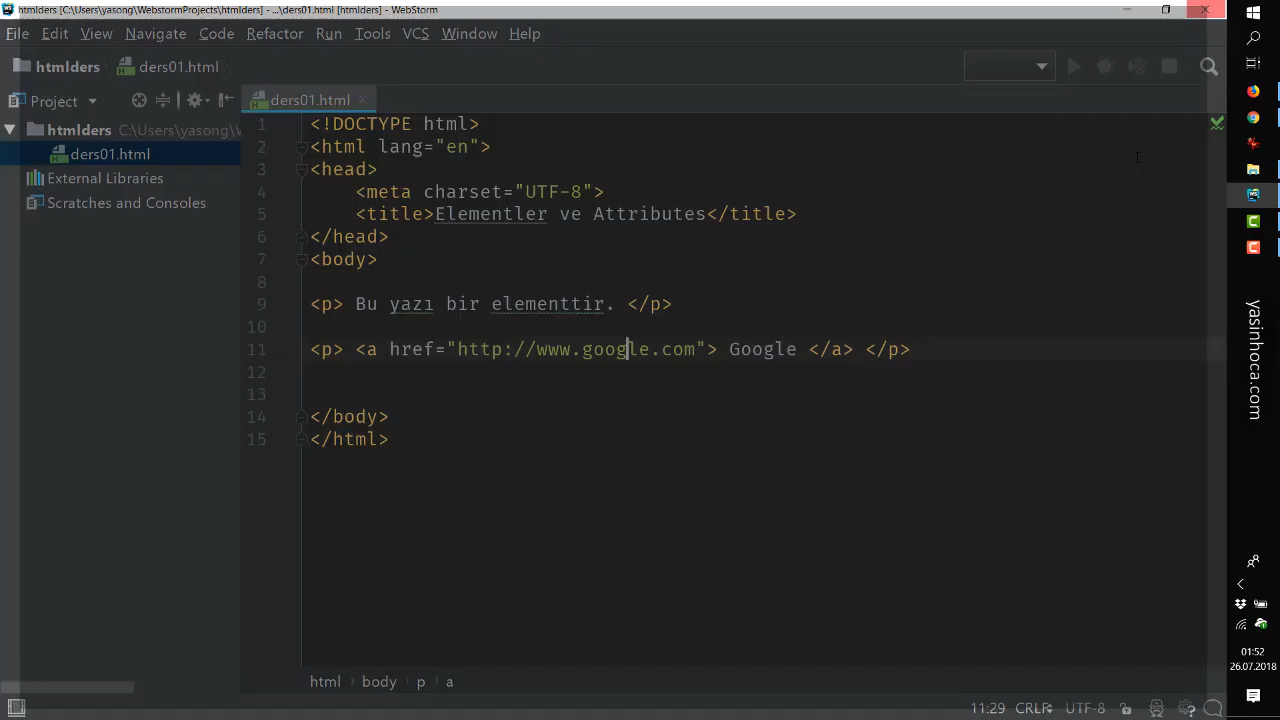 htmlders [C:\Users\yasong\WebstormProjects\htmlders] - ...\ders01.html [htmlders] - WebStorm
File Edit View Navigate Code Refactor Run Tools VCS Window Help
htmlders ders01.html
Project
ders01.html
htmlders C:\Users\yasong\W
ders01.html
External Libraries
Scratches and Consoles
1 <!DOCTYPE html>
2 <html lang="en">
3 <head>
4 <meta charset="UTF-8">
5 <title>Elementler ve Attributes</title>
6 </head>
7 <body>
8
9 <p> Bu yazı bir elementtir. </p>
10
11 <p> <a href="http://www.google.com"> Google </a> </p>
12
13
14 </body>
15 </html>
html body p a
11:29 CRLF UTF-8
yasinhoca.com
01:52
26.07.2018